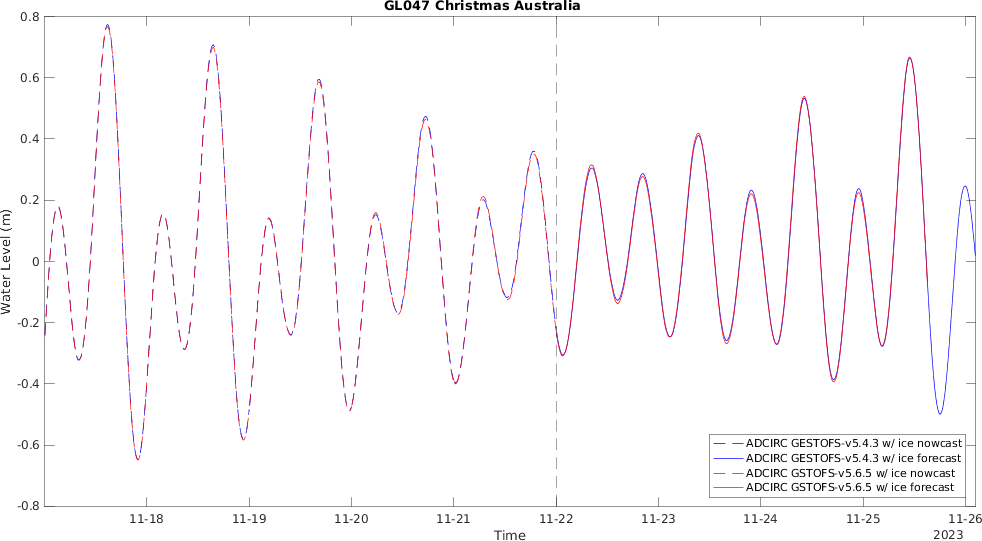 GL047 Christmas Australia
0.8
0.6
0.4
0.2
0
-0.2
-0.4
-0.6
-0.8
Water Level (m)
ADCIRC GESTOFS-v5.4.3 w/ ice nowcast
ADCIRC GESTOFS-v5.4.3 w/ ice forecast
ADCIRC GSTOFS-v5.6.5 w/ ice nowcast
ADCIRC GSTOFS-v5.6.5 w/ ice forecast
11-18 11-19 11-20 11-21 11-22 11-23 11-24 11-25 11-26
Time
2023